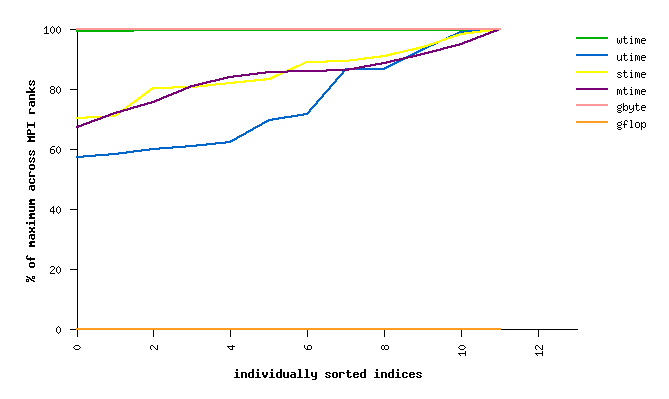 100
80
60
40
20
0
% of maximum across MPI ranks
0 2 4 6 8 10 12
individually sorted indices
wtime
utime
stime
mtime
gbyte
gflop